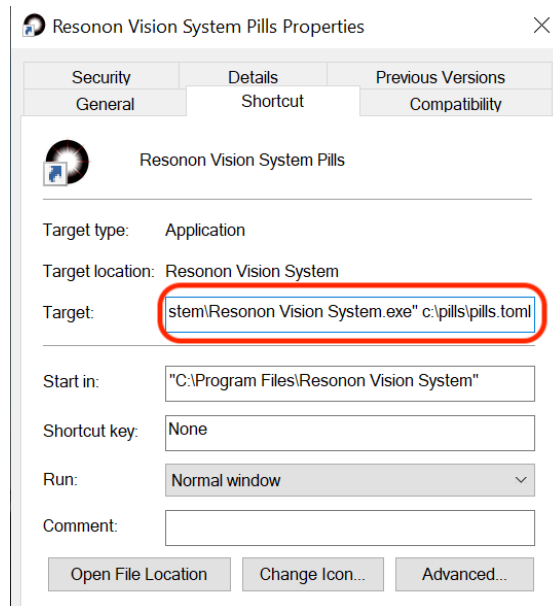 Resonon Vision System Pills Properties
Security Details Previous Versions
General Shortcut Compatibility
Resonon Vision System Pills
Target type: Application
Target location: Resonon Vision System
Target: stem\Resonon Vision System.exe" c:\pills\pills.toml
Start in: "C:\Program Files\Resonon Vision System"
Shortcut key: None
Run: Normal window
Comment:
Open File Location Change Icon... Advanced...